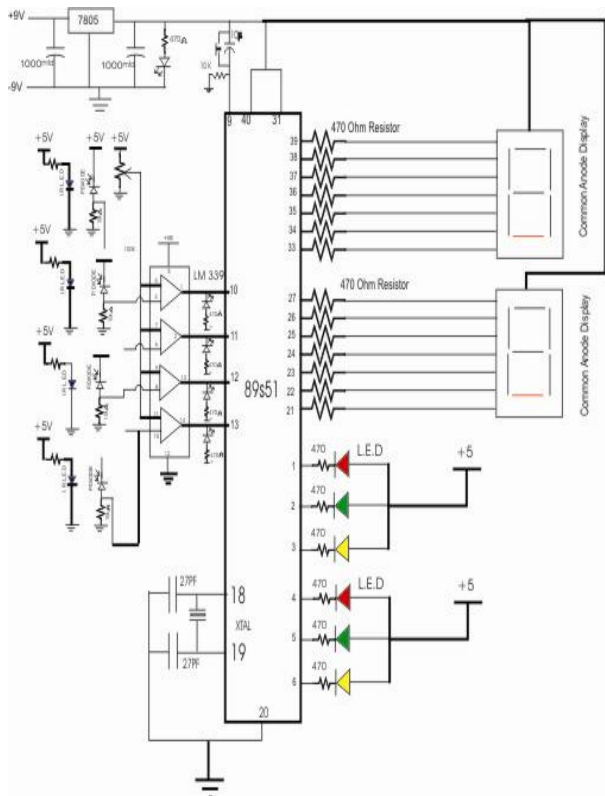 +9V
7805
470
10K
1000mfd
1000mfd
-9V
9
40
31
+5V
+5V
+5V
I.R L.E.D
39
470 Ohm Resistor
38
37
36
35
34
33
Common Anode Display
+5V
I.R L.E.D
LM 339
10
11
12
13
27
470 Ohm Resistor
26
25
24
23
22
21
Common Anode Display
+5V
I.R L.E.D
89s51
+5V
I.R L.E.D
1
470
L.E.D
+5
2
470
3
470
27PF
18
XTAL
19
27PF
4
470
L.E.D
+5
5
470
6
470
20